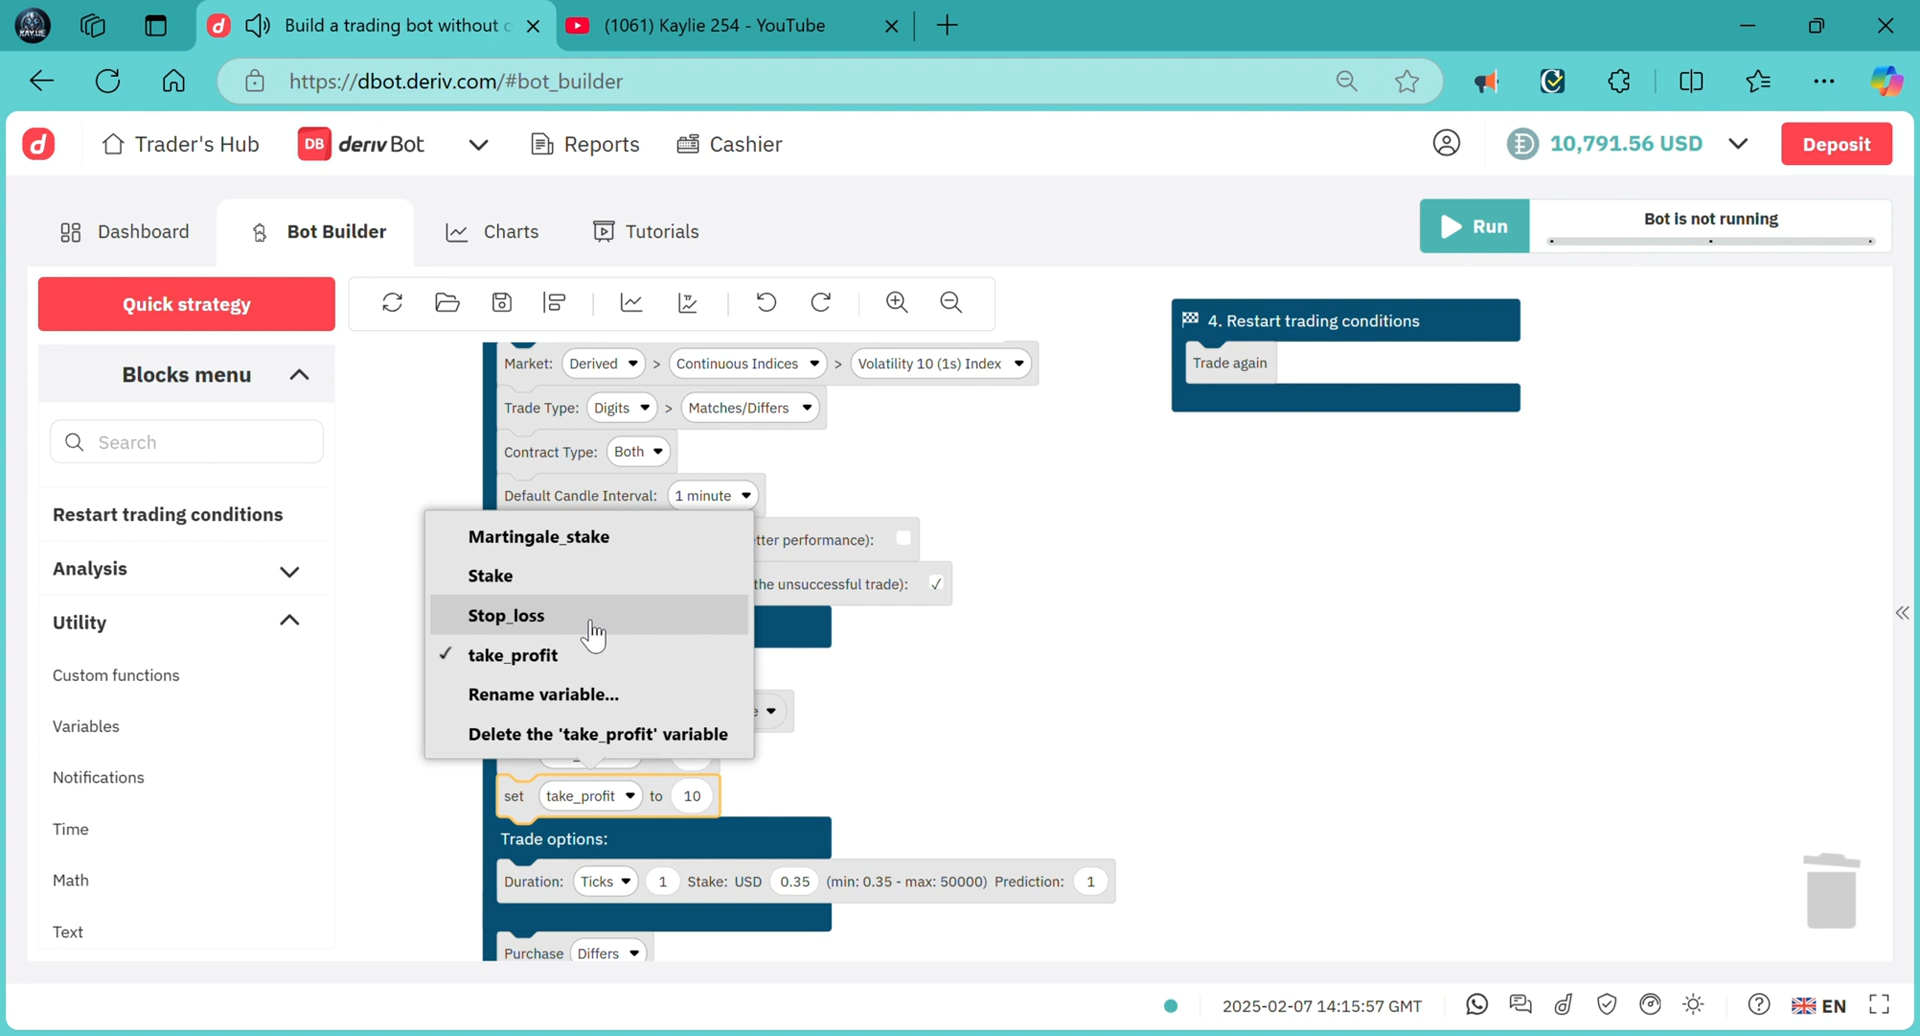 Build a trading bot without c
(1061) Kaylie 254 - YouTube
https://dbot.deriv.com/#bot_builder
d
Trader's Hub
DB deriv Bot
Reports
Cashier
10,791.56 USD
Deposit
Dashboard
Bot Builder
Charts
Tutorials
Run
Bot is not running
Quick strategy
Blocks menu
Search
Restart trading conditions
Analysis
Utility
Custom functions
Variables
Notifications
Time
Math
Text
Market: Derived > Continuous Indices > Volatility 10 (1s) Index
Trade Type: Digits > Matches/Differs
Contract Type: Both
Default Candle Interval: 1 minute
tter performance):
the unsuccessful trade): ✓
Martingale_stake
Stake
Stop_loss
✓ take_profit
Rename variable...
Delete the 'take_profit' variable
set take_profit to 10
Trade options:
Duration: Ticks 1 Stake: USD 0.35 (min: 0.35 - max: 50000) Prediction: 1
Purchase Differs
4. Restart trading conditions
Trade again
2025-02-07 14:15:57 GMT
EN